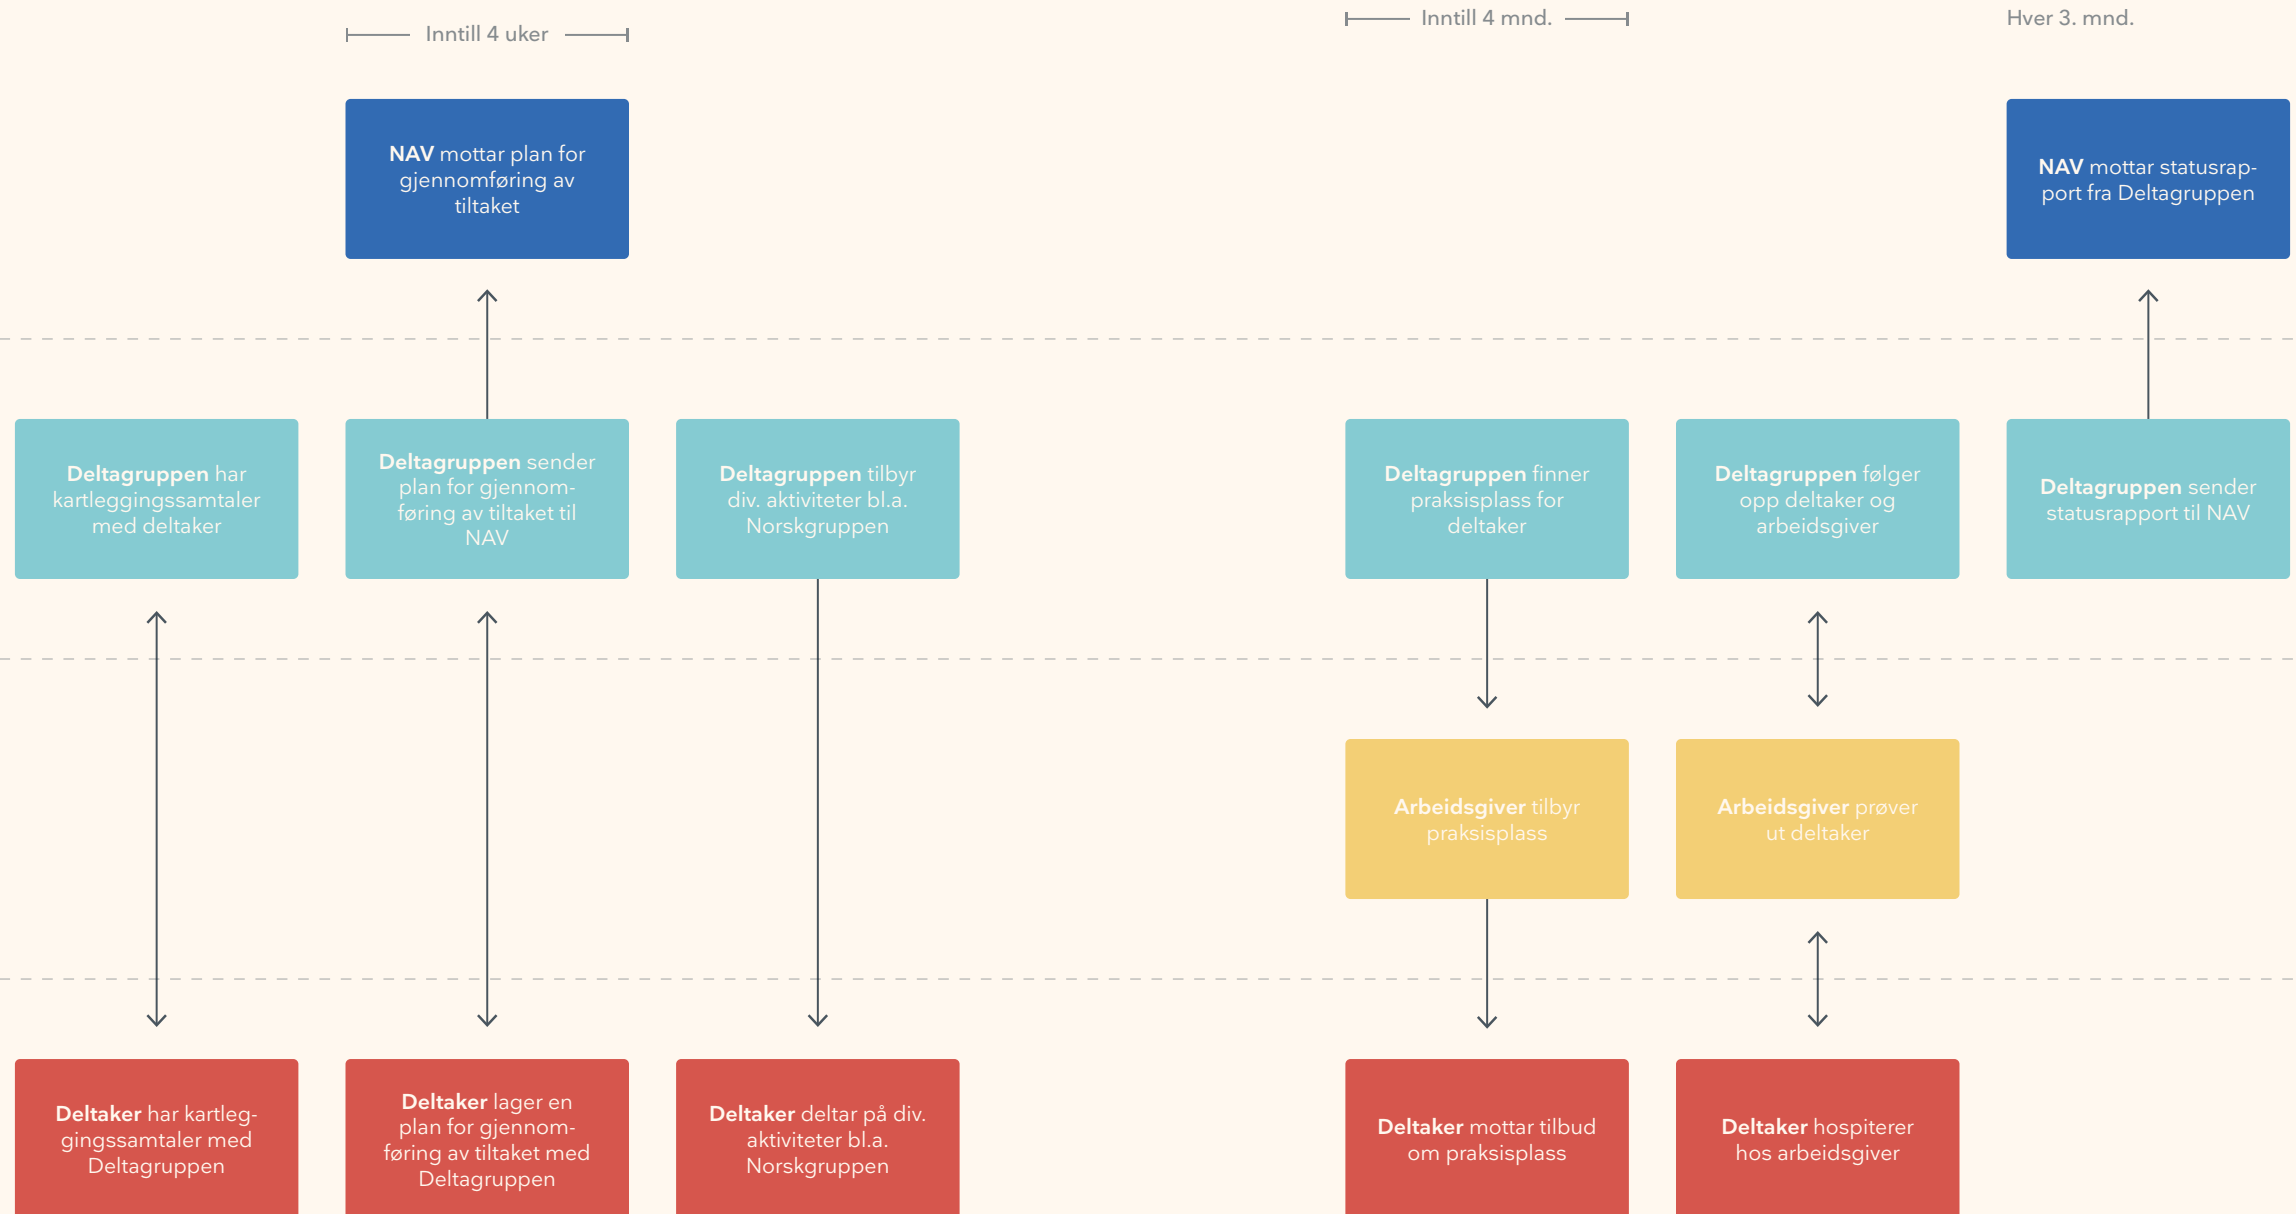 Inntill 4 uker
Inntill 4 mnd.
Hver 3. mnd.
NAV mottar plan for
gjennomføring av
tiltaket
NAV mottar statusrap-
port fra Deltagruppen
Deltagruppen har
kartleggingssamtaler
med deltaker
Deltagruppen sender
plan for gjennom-
føring av tiltaket til
NAV
Deltagruppen tilbyr
div. aktiviteter bl.a.
Norskgruppen
Deltagruppen finner
praksisplass for
deltaker
Deltagruppen følger
opp deltaker og
arbeidsgiver
Deltagruppen sender
statusrapport til NAV
Arbeidsgiver tilbyr
praksisplass
Arbeidsgiver prøver
ut deltaker
Deltaker har kartleg-
gingssamtaler med
Deltagruppen
Deltaker lager en
plan for gjennom-
føring av tiltaket med
Deltagruppen
Deltaker deltar på div.
aktiviteter bl.a.
Norskgruppen
Deltaker mottar tilbud
om praksisplass
Deltaker hospiterer
hos arbeidsgiver